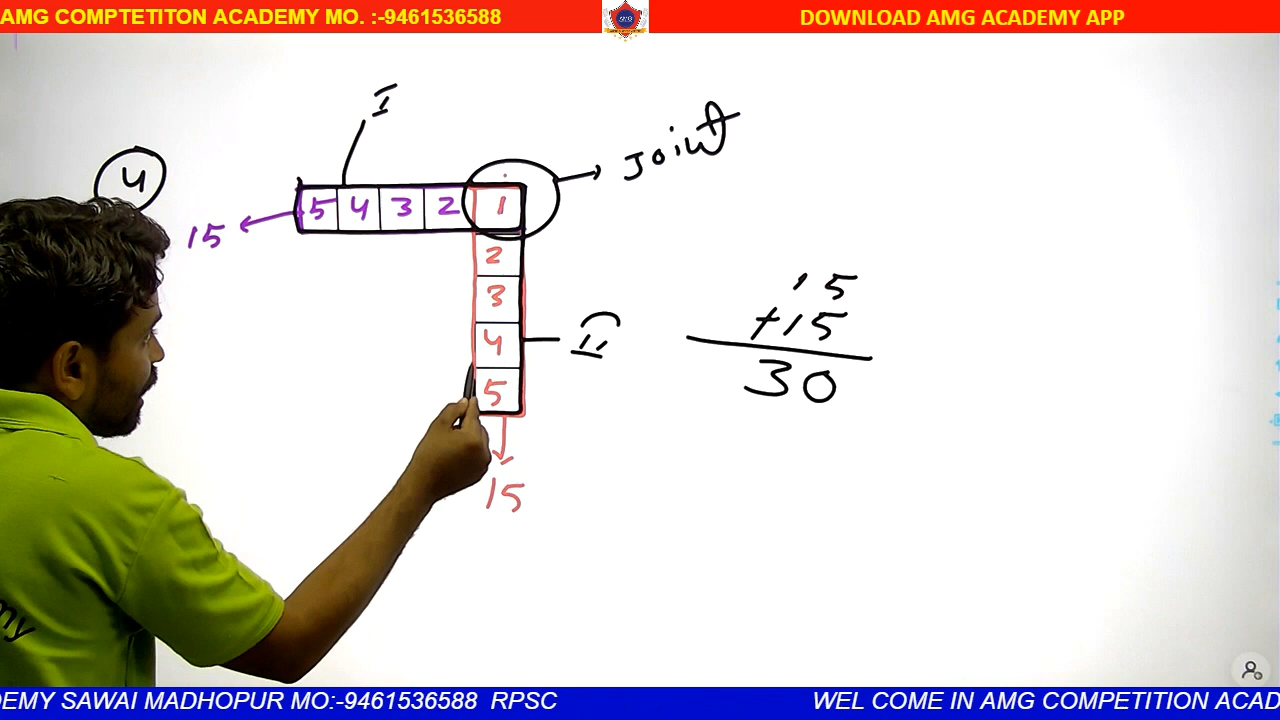 AMG COMPTETITON ACADEMY MO. :-9461536588
DOWNLOAD AMG ACADEMY APP
I
4
Joint
5 4 3 2 1
15
2
3
4
5
II
15
+15
30
15
DEMY SAWAI MADHOPUR MO:-9461536588 RPSC
WEL COME IN AMG COMPETITION ACAD